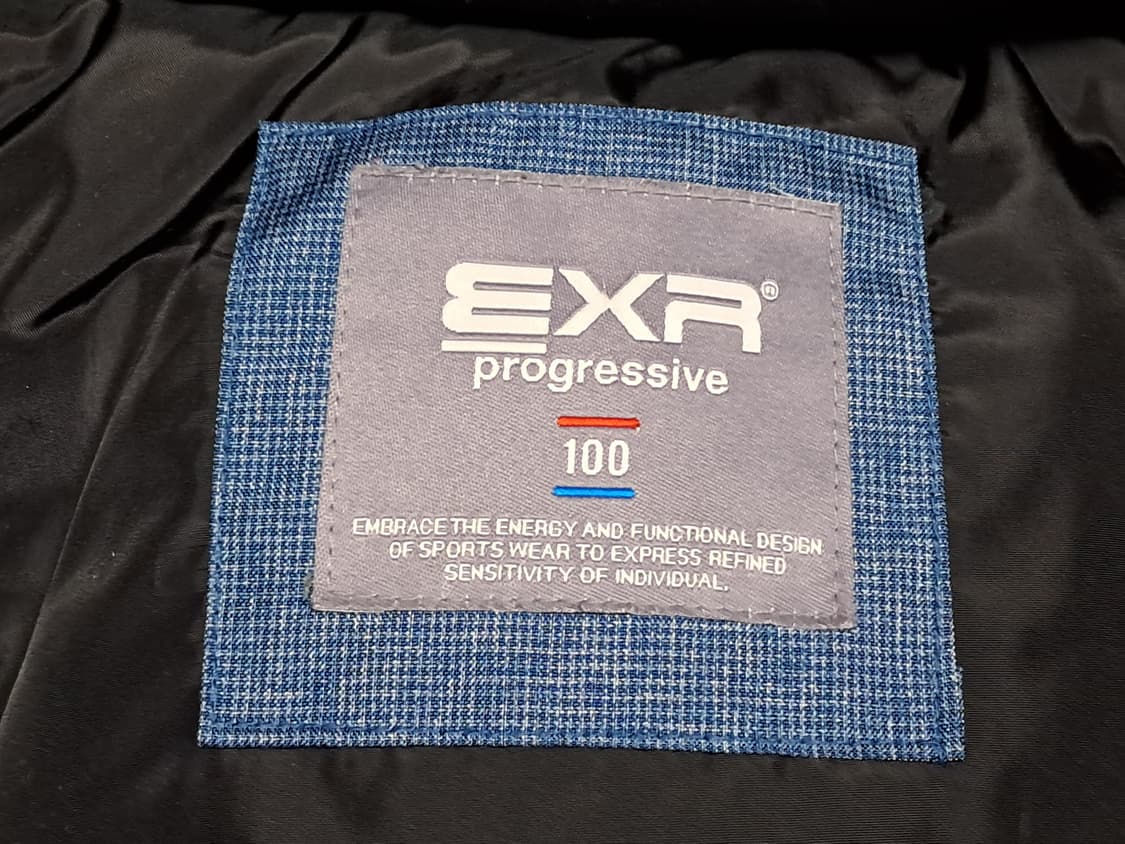 EXR®
progressive
100
EMBRACE THE ENERGY AND FUNCTIONAL DESIGN
OF SPORTS WEAR TO EXPRESS REFINED
SENSITIVITY OF INDIVIDUAL.